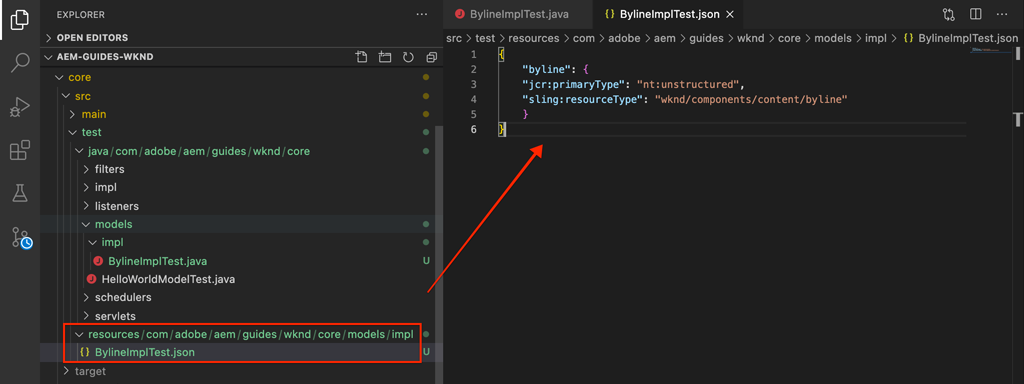 EXPLORER
OPEN EDITORS
AEM-GUIDES-WKND
core
src
main
test
java/com/adobe/aem/guides/wknd/core
filters
impl
listeners
models
impl
BylineImplTest.java U
HelloWorldModelTest.java
schedulers
servlets
resources/com/adobe/aem/guides/wknd/core/models/impl
{} BylineImplTest.json U
target
BylineImplTest.java
{} BylineImplTest.json
src > test > resources > com > adobe > aem > guides > wknd > core > models > impl > {} BylineImplTest.json
1 {
2 "byline": {
3 "jcr:primaryType": "nt:unstructured",
4 "sling:resourceType": "wknd/components/content/byline"
5 }
6 }